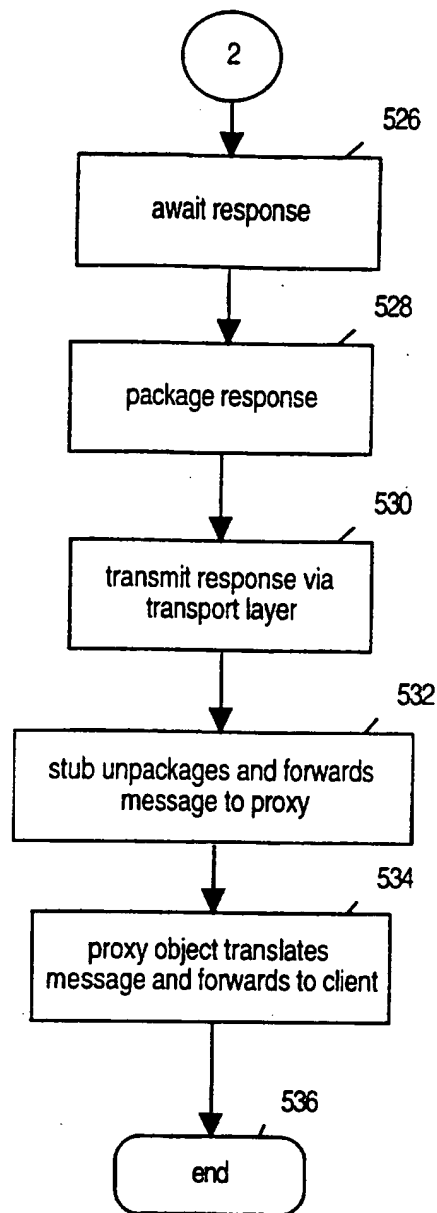 2
526
await response
528
package response
530
transmit response via
transport layer
532
stub unpackages and forwards
message to proxy
534
proxy object translates
message and forwards to client
536
end